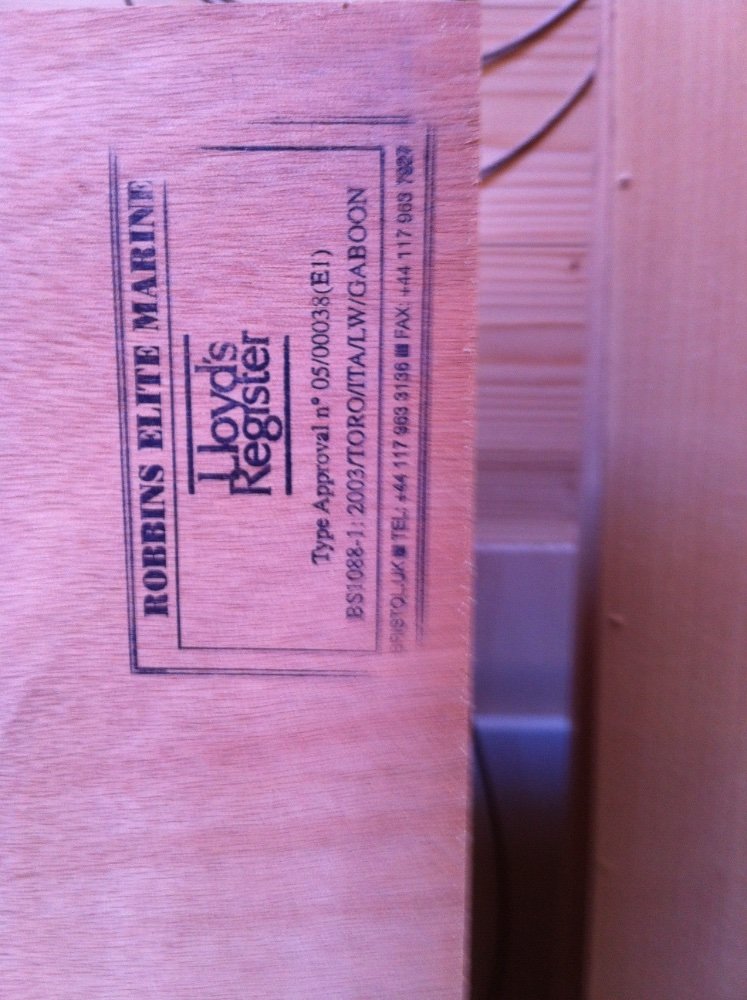 ROBBINS ELITE MARINE
Lloyd's
Register
Type Approval n° 05/00038(E1)
BS1088-1: 2003/TORO/ITA/LW/GABOON
BRISTOL.UK ■ TEL: +44 117 963 3136 ■ FAX: +44 117 963 7927